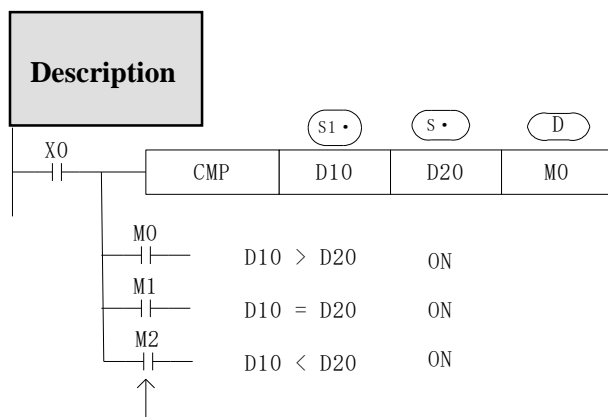 Description
S1· S· D
X0
CMP D10 D20 M0
M0
D10 > D20 ON
M1
D10 = D20 ON
M2
D10 < D20 ON